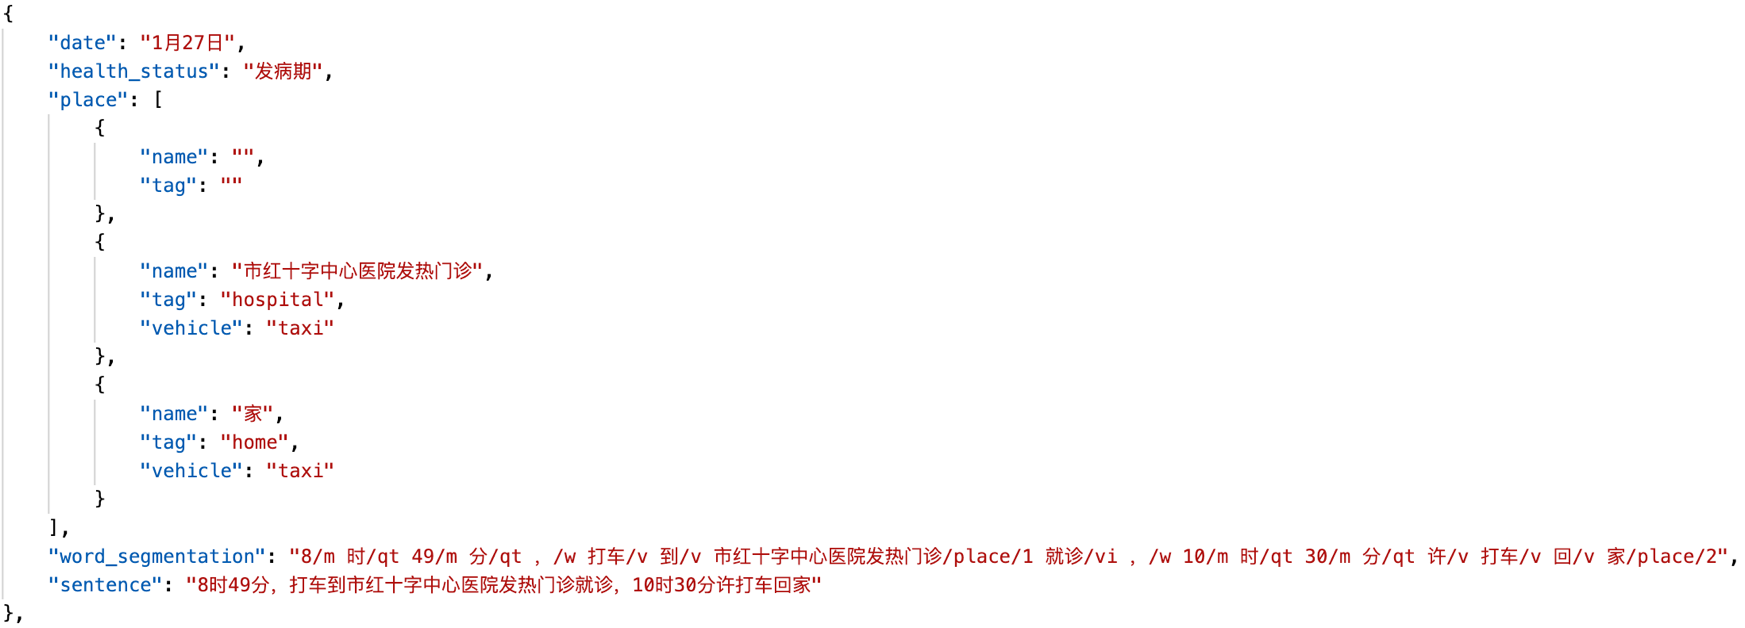 {
"date": "1月27日",
"health_status": "发病期",
"place": [
{
"name": "",
"tag": ""
},
{
"name": "市红十字中心医院发热门诊",
"tag": "hospital",
"vehicle": "taxi"
},
{
"name": "家",
"tag": "home",
"vehicle": "taxi"
}
],
"word_segmentation": "8/m 时/qt 49/m 分/qt ，/w 打车/v 到/v 市红十字中心医院发热门诊/place/1 就诊/vi ，/w 10/m 时/qt 30/m 分/qt 许/v 打车/v 回/v 家/place/2",
"sentence": "8时49分，打车到市红十字中心医院发热门诊就诊，10时30分许打车回家"
},